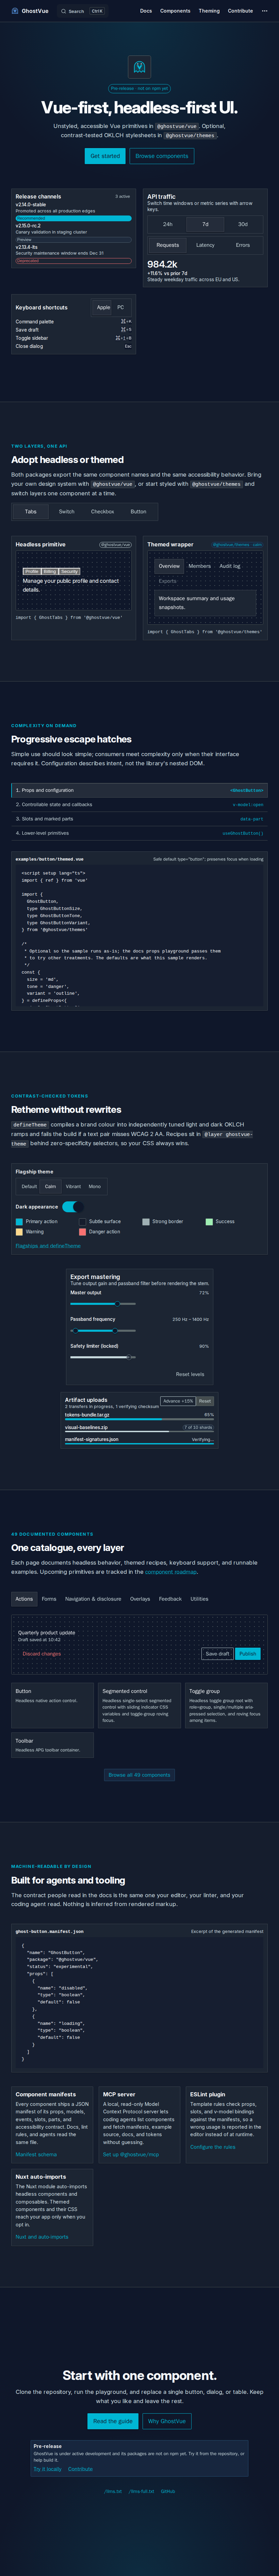 GhostVue
Search
Ctrl K
Docs
Components
Theming
Contribute
Pre-release · not on npm yet
Vue-first, headless-first UI.
Unstyled, accessible Vue primitives in @ghostvue/vue. Optional,
contrast-tested OKLCH stylesheets in @ghostvue/themes.
Get started
Browse components
Release channels
3 active
v2.14.0-stable
Promoted across all production edges
Recommended
v2.15.0-rc.2
Canary validation in staging cluster
Preview
v2.13.4-lts
Security maintenance window ends Dec 31
Deprecated
API traffic
Switch time windows or metric series with arrow
keys.
24h
7d
30d
Requests
Latency
Errors
984.2k
+11.6% vs prior 7d
Steady weekday traffic across EU and US.
Keyboard shortcuts
Apple
PC
Command palette
Save draft
Toggle sidebar
Close dialog
Esc
TWO LAYERS, ONE API
Adopt headless or themed
Both packages export the same component names and the same accessibility behavior. Bring
your own design system with @ghostvue/vue, or start styled with @ghostvue/themes and
switch layers one component at a time.
Tabs
Switch
Checkbox
Button
Headless primitive
@ghostvue/vue
Profile
Billing
Security
Manage your public profile and contact
details.
import { GhostTabs } from '@ghostvue/vue'
Themed wrapper
@ghostvue/themes · calm
Overview
Members
Audit log
Exports
Workspace summary and usage
snapshots.
import { GhostTabs } from '@ghostvue/themes'
COMPLEXITY ON DEMAND
Progressive escape hatches
Simple use should look simple; consumers meet complexity only when their interface
requires it. Configuration describes intent, not the library's nested DOM.
1. Props and configuration
<GhostButton>
2. Controllable state and callbacks
v-model:open
3. Slots and marked parts
data-part
4. Lower-level primitives
useGhostButton()
examples/button/themed.vue
Safe default type="button"; preserves focus when loading
<script setup lang="ts">
import { ref } from 'vue'
import {
GhostButton,
type GhostButtonSize,
type GhostButtonTone,
type GhostButtonVariant,
} from '@ghostvue/themes'
/*
* Optional so the sample runs as-is; the docs props playground passes them
* to try other treatments. The defaults are what this sample renders.
*/
const {
size = 'md',
tone = 'danger',
variant = 'outline',
} = defineProps<{
CONTRAST-CHECKED TOKENS
Retheme without rewrites
defineTheme compiles a brand colour into independently tuned light and dark OKLCH
ramps and fails the build if a text pair misses WCAG 2 AA. Recipes sit in @layer ghostvue-
theme behind zero-specificity selectors, so your CSS always wins.
Flagship theme
Default
Calm
Vibrant
Mono
Dark appearance
Primary action
Subtle surface
Strong border
Success
Warning
Danger action
Flagships and defineTheme
Export mastering
Tune output gain and passband filter before rendering the stem.
Master output
72%
Passband frequency
250 Hz – 1400 Hz
Safety limiter (locked)
90%
Reset levels
Artifact uploads
2 transfers in progress, 1 verifying checksum
Advance +15%
Reset
tokens-bundle.tar.gz
65%
visual-baselines.zip
7 of 10 shards
manifest-signatures.json
Verifying…
49 DOCUMENTED COMPONENTS
One catalogue, every layer
Each page documents headless behavior, themed recipes, keyboard support, and runnable
examples. Upcoming primitives are tracked in the component roadmap.
Actions
Forms
Navigation & disclosure
Overlays
Feedback
Utilities
Quarterly product update
Draft saved at 10:42
Discard changes
Save draft
Publish
Button
Headless native action control.
Segmented control
Headless single-select segmented
control with sliding indicator CSS
variables and toggle-group roving
focus.
Toggle group
Headless toggle group root with
role=group, single/multiple aria-
pressed selection, and roving focus
among items.
Toolbar
Headless APG toolbar container.
Browse all 49 components
MACHINE-READABLE BY DESIGN
Built for agents and tooling
The contract people read in the docs is the same one your editor, your linter, and your
coding agent read. Nothing is inferred from rendered markup.
ghost-button.manifest.json
Excerpt of the generated manifest
{
"name": "GhostButton",
"package": "@ghostvue/vue",
"status": "experimental",
"props": [
{
"name": "disabled",
"type": "boolean",
"default": false
},
{
"name": "loading",
"type": "boolean",
"default": false
}
]
}
Component manifests
Every component ships a JSON
manifest of its props, models,
events, slots, parts, and
accessibility contract. Docs, lint
rules, and agents read the
same file.
Manifest schema
MCP server
A local, read-only Model
Context Protocol server lets
coding agents list components
and fetch manifests, example
source, docs, and tokens
without guessing.
Set up @ghostvue/mcp
ESLint plugin
Template rules check props,
slots, and v-model bindings
against the manifests, so a
wrong usage is reported in the
editor instead of at runtime.
Configure the rules
Nuxt auto-imports
The Nuxt module auto-imports
headless components and
composables. Themed
components and their CSS
reach your app only when you
opt in.
Nuxt and auto-imports
Start with one component.
Clone the repository, run the playground, and replace a single button, dialog, or table. Keep
what you like and leave the rest.
Read the guide
Why GhostVue
Pre-release
GhostVue is under active development and its packages are not on npm yet. Try it from the repository, or
help build it.
Try it locally
Contribute
/llms.txt
/llms-full.txt
GitHub